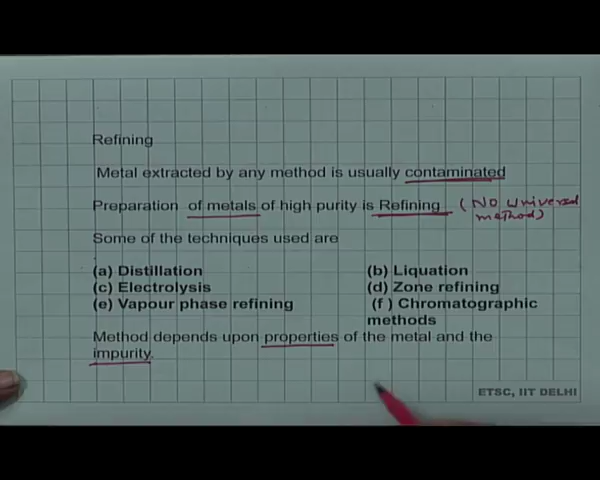 Refining
Metal extracted by any method is usually contaminated
Preparation of metals of high purity is Refining (No universal method)
Some of the techniques used are
(a) Distillation (b) Liquation
(c) Electrolysis (d) Zone refining
(e) Vapour phase refining (f ) Chromatographic methods
Method depends upon properties of the metal and the
impurity.
ETSC, IIT DELHI